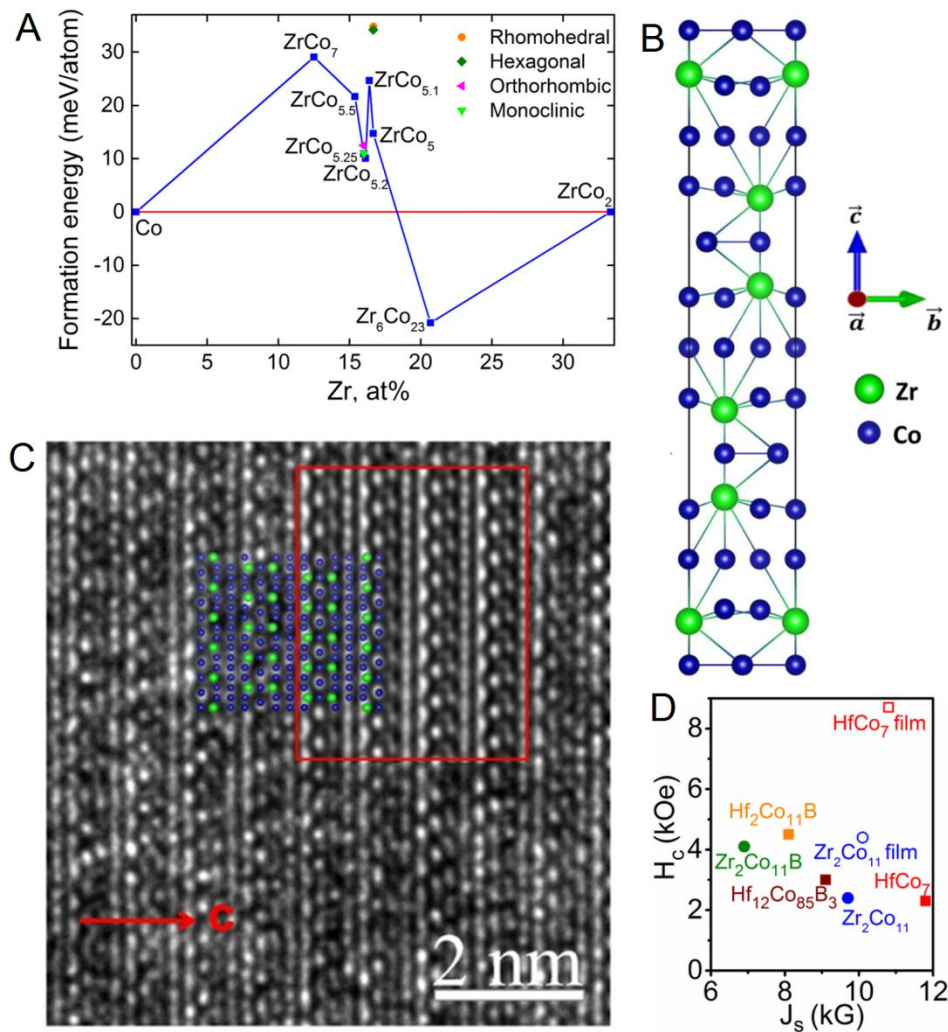 A
Formation energy (meV/atom)
30
20
10
0
-10
-20
ZrCo7
ZrCo5.5
ZrCo5.1
ZrCo5
ZrCo5.25
ZrCo5.2
Co
ZrCo2
Zr6Co23
Rhomohedral
Hexagonal
Orthorhombic
Monoclinic
0 5 10 15 20 25 30
Zr, at%
B
c
a
b
Zr
Co
C
c
2 nm
D
Hc (kOe)
8
6
4
2
0
HfCo7 film
Hf2Co11B
Zr2Co11B
Zr2Co11 film
Hf12Co85B3
HfCo7
Zr2Co11
6 8 10 12
Js (kG)